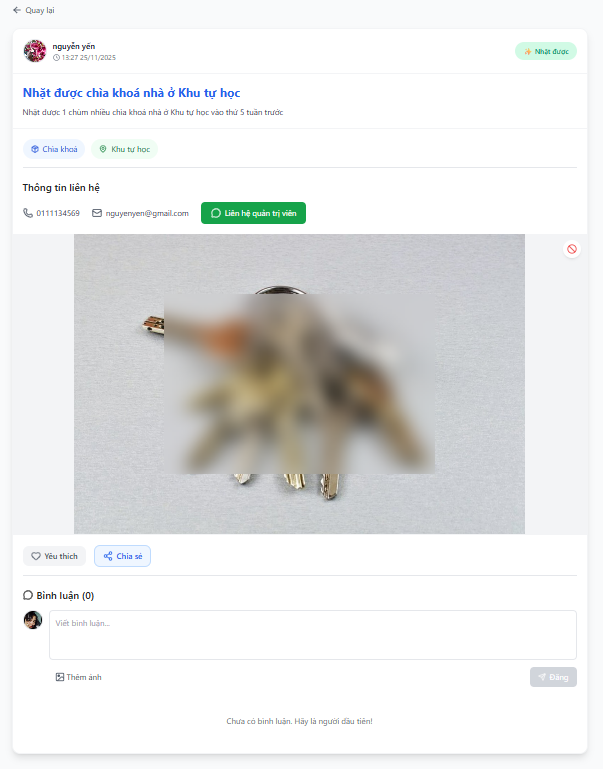 Quay lại
nguyễn yến
13:27 25/11/2025
Nhặt được
Nhặt được chìa khoá nhà ở Khu tự học
Nhặt được 1 chùm nhiều chìa khoá nhà ở Khu tự học vào thứ 5 tuần trước
Chìa khoá
Khu tự học
Thông tin liên hệ
0111134569
nguyenyen@gmail.com
Liên hệ quản trị viên
Yêu thích
Chia sẻ
Bình luận (0)
Viết bình luận...
Thêm ảnh
Đăng
Chưa có bình luận. Hãy là người đầu tiên!